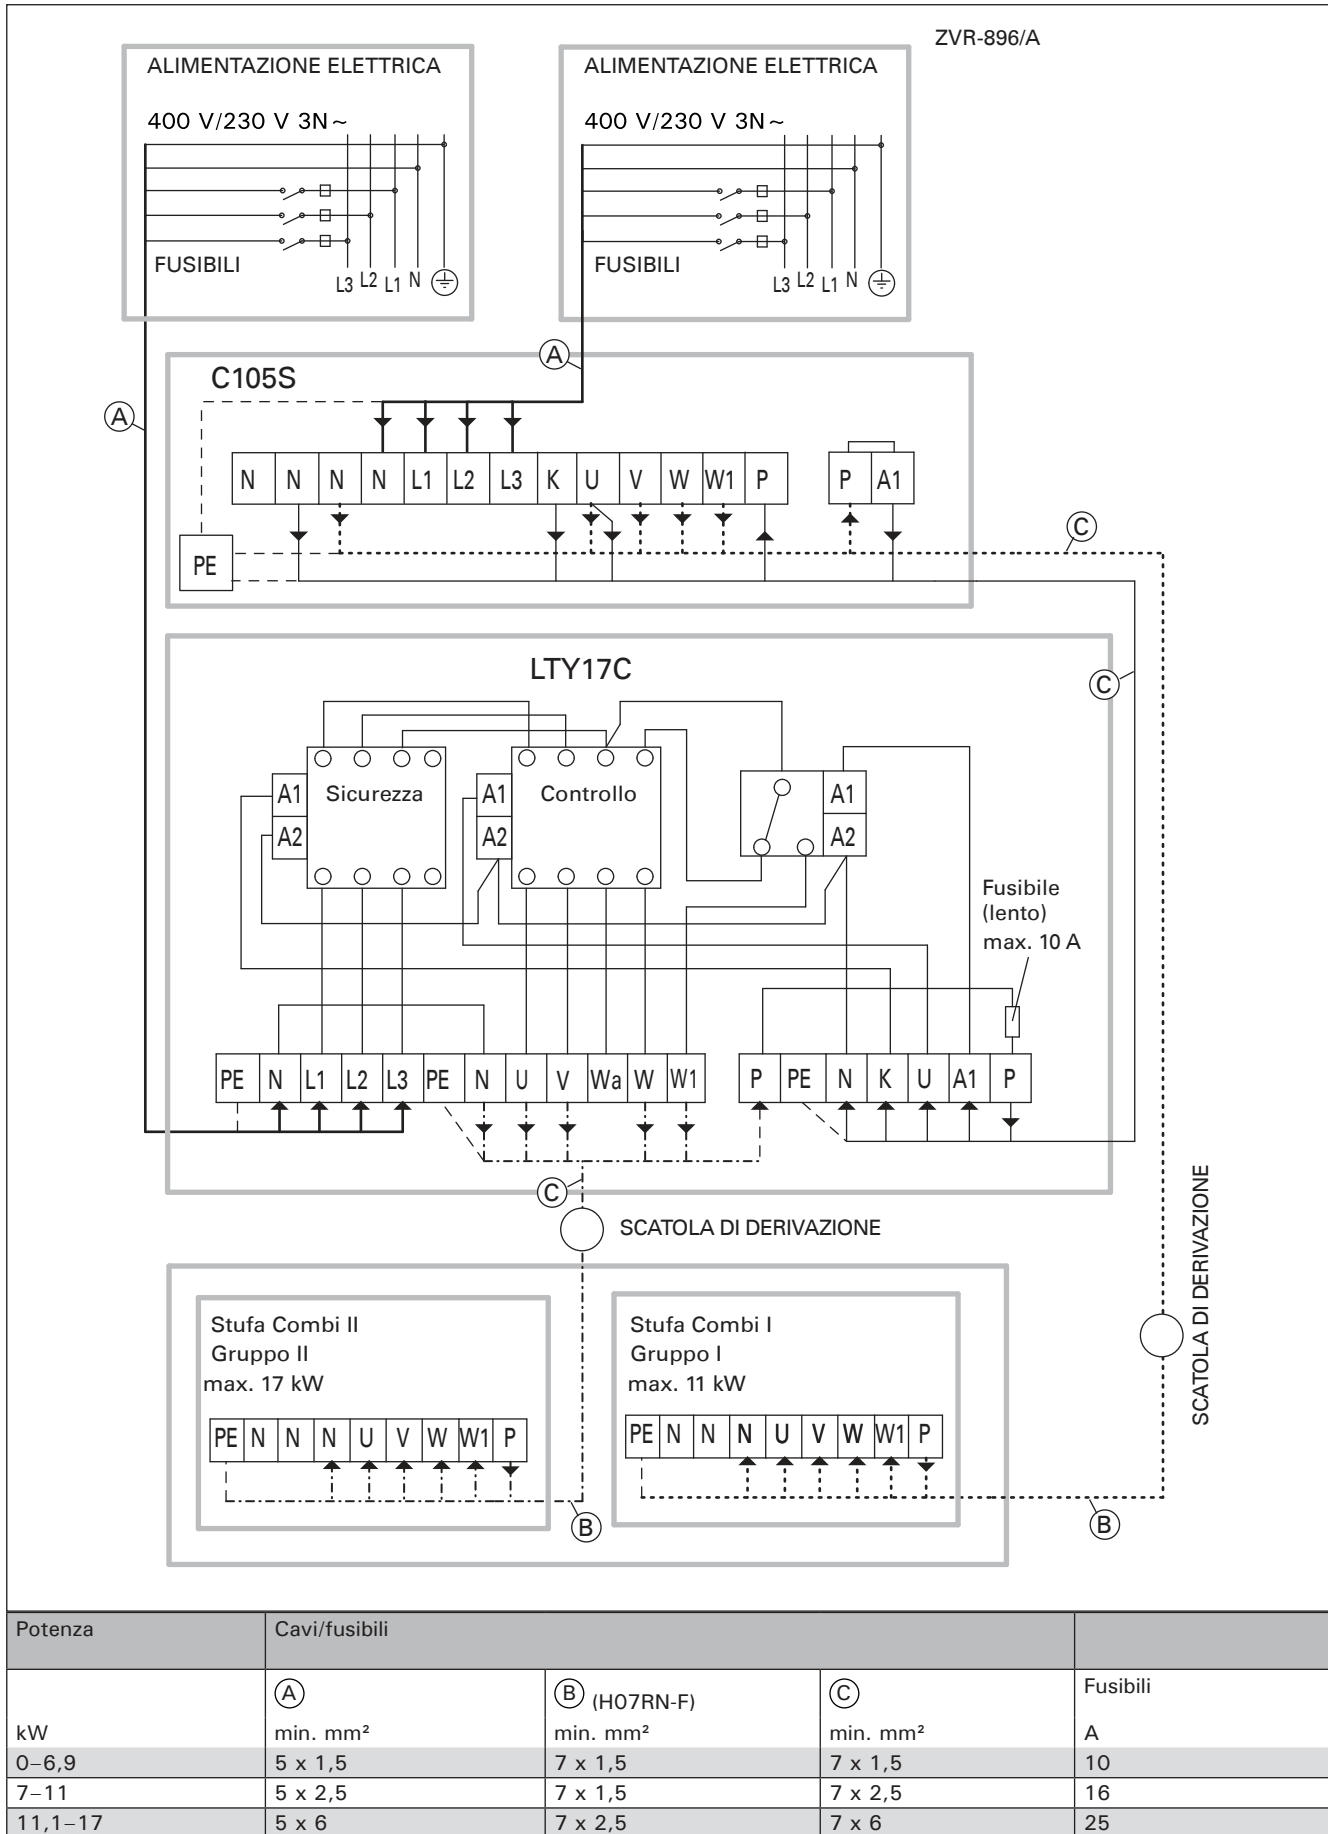 ZVR-896/A
ALIMENTAZIONE ELETTRICA
400 V/230 V 3N~
FUSIBILI
L3 L2 L1 N
ALIMENTAZIONE ELETTRICA
400 V/230 V 3N~
FUSIBILI
L3 L2 L1 N
A
A
C105S
N N N N L1 L2 L3 K U V W W1 P
P A1
PE
C
LTY17C
C
A1
A2
Sicurezza
A1
A2
Controllo
A1
A2
Fusibile
(lento)
max. 10 A
PE N L1 L2 L3 PE N U V Wa W W1
P PE N K U A1 P
C
SCATOLA DI DERIVAZIONE
SCATOLA DI DERIVAZIONE
Stufa Combi II
Gruppo II
max. 17 kW
PE N N N U V W W1 P
B
Stufa Combi I
Gruppo I
max. 11 kW
PE N N N U V W W1 P
B
Potenza Cavi/fusibili
A B (H07RN-F) C Fusibili
kW min. mm² min. mm² min. mm² A
0–6,9 5 x 1,5 7 x 1,5 7 x 1,5 10
7–11 5 x 2,5 7 x 1,5 7 x 2,5 16
11,1–17 5 x 6 7 x 2,5 7 x 6 25